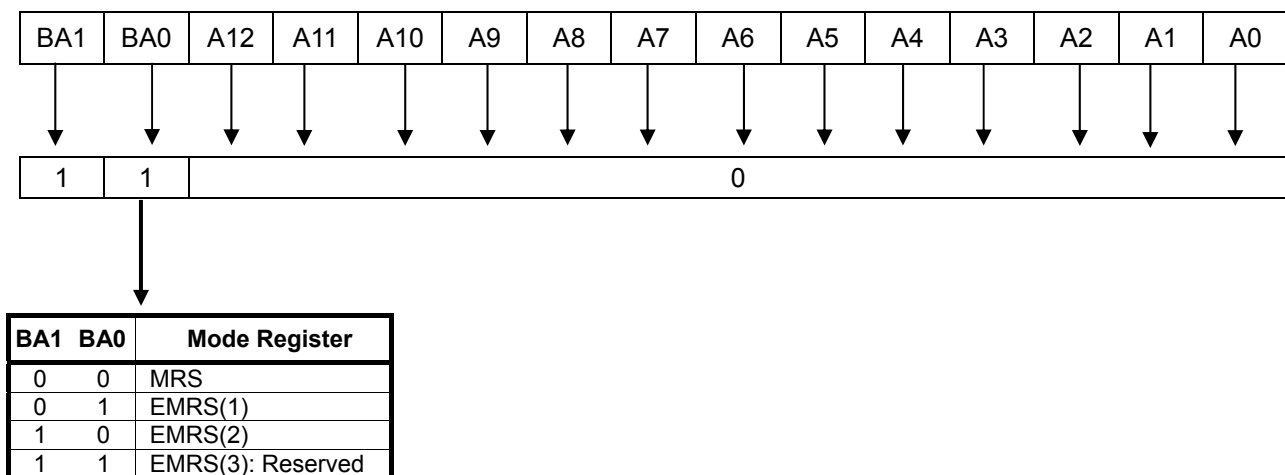 BA1 BA0 A12 A11 A10 A9 A8 A7 A6 A5 A4 A3 A2 A1 A0
1 1 0
BA1 BA0 Mode Register
0 0 MRS
0 1 EMRS(1)
1 0 EMRS(2)
1 1 EMRS(3): Reserved